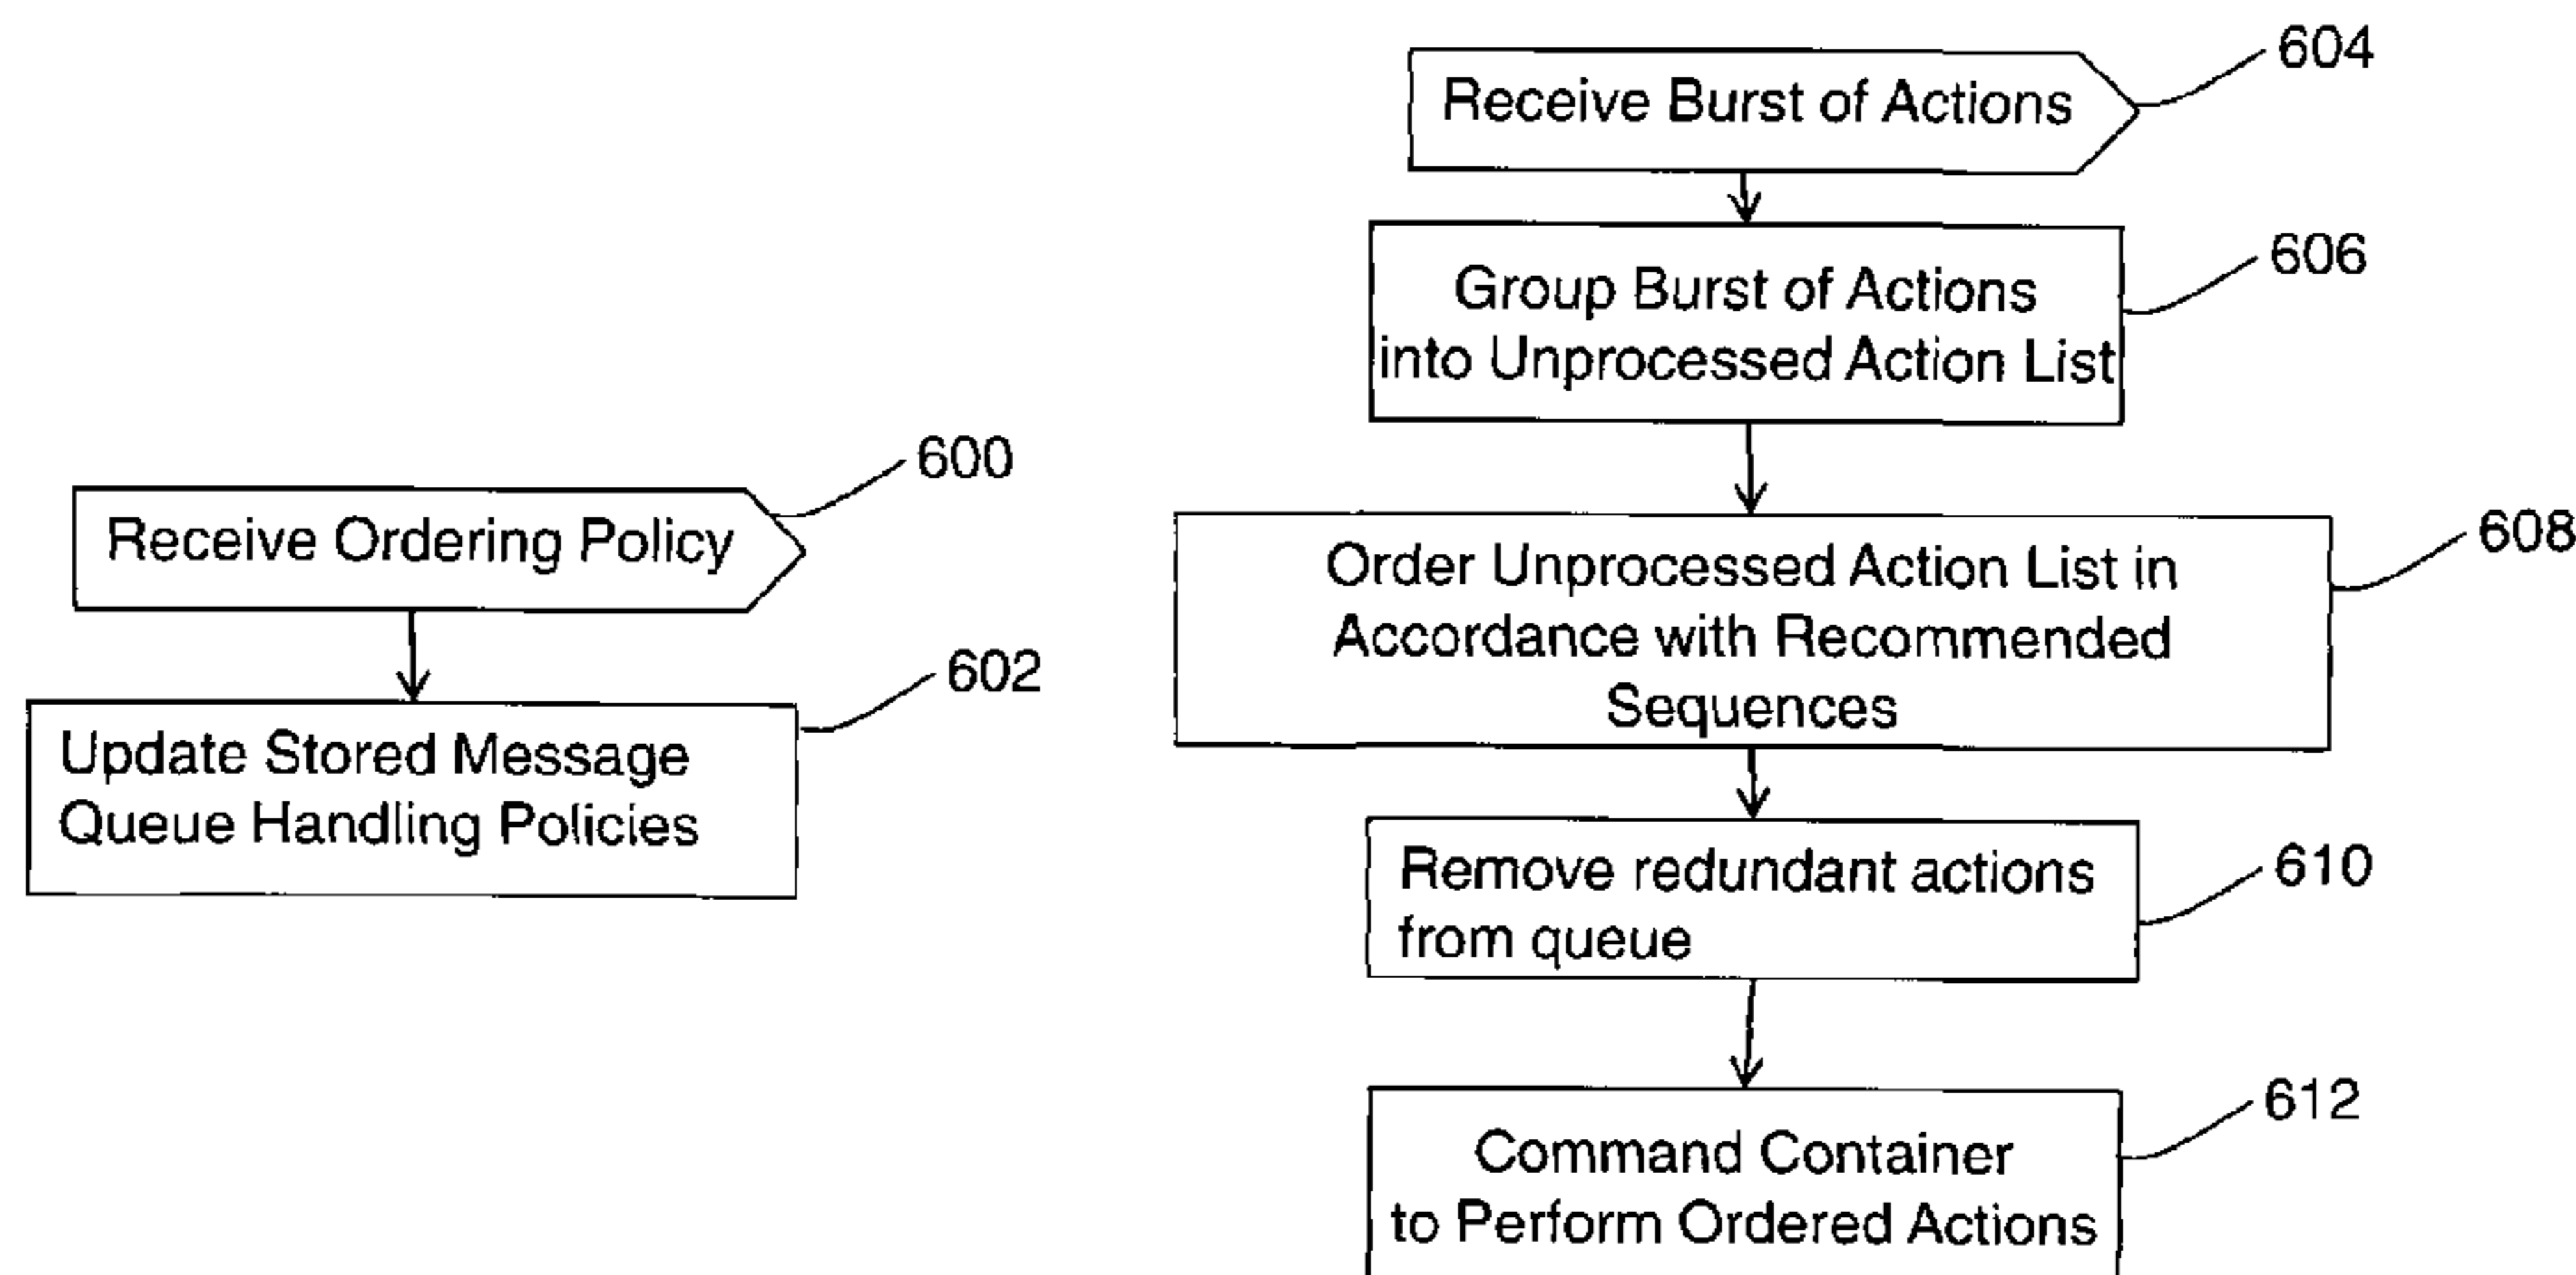 600
Receive Ordering Policy
602
Update Stored Message
Queue Handling Policies
604
Receive Burst of Actions
606
Group Burst of Actions
into Unprocessed Action List
608
Order Unprocessed Action List in
Accordance with Recommended
Sequences
610
Remove redundant actions
from queue
612
Command Container
to Perform Ordered Actions